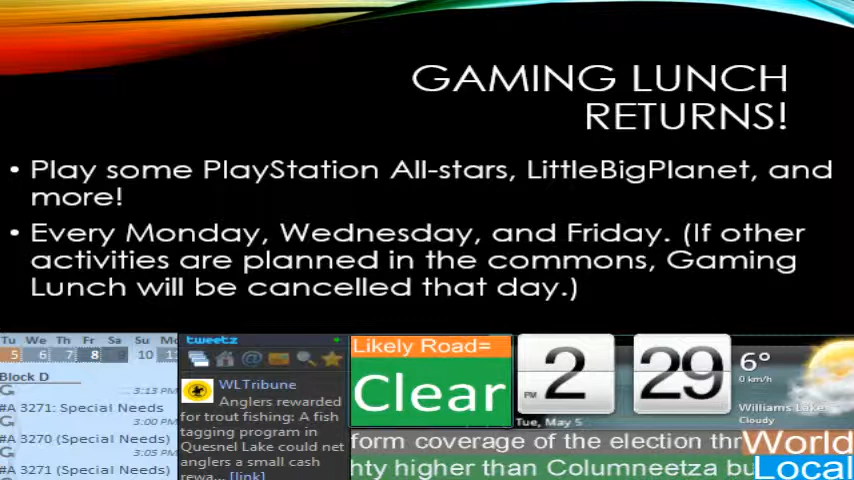 GAMING LUNCH
RETURNS!
• Play some PlayStation All-stars, LittleBigPlanet, and
more!
• Every Monday, Wednesday, and Friday. (If other
activities are planned in the commons, Gaming
Lunch will be cancelled that day.)
Tu We Th Fr Sa Su Mo
5 6 7 8 9 10 11
Block D
3:13 PM
#A 3271: Special Needs
3:00 PM
#A 3270 (Special Needs)
3:05 PM
#A 3271 (Special Needs)
tweetz
WLTribune
Anglers rewarded
for trout fishing: A fish
tagging program in
Quesnel Lake could net
anglers a small cash
rewa... [link]
Likely Road=
Clear
PM 2 29
Tue, May 5
6°
0 km/h
Williams Lake
Cloudy
form coverage of the election thr World
hty higher than Columneetza bu Local